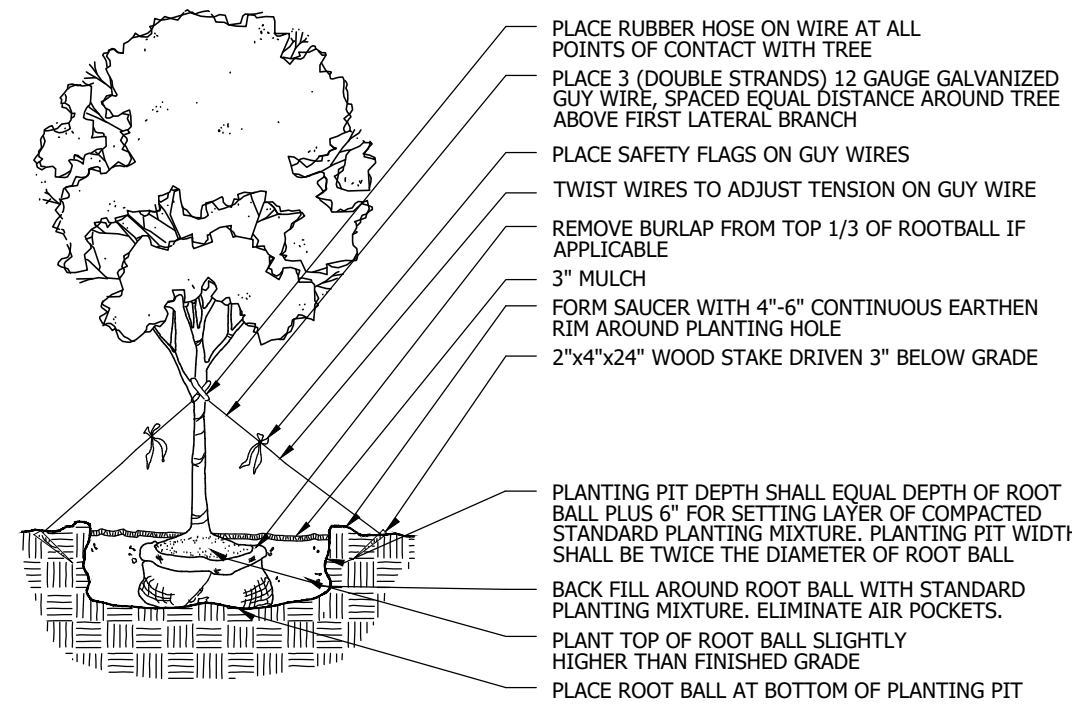 PLACE RUBBER HOSE ON WIRE AT ALL
POINTS OF CONTACT WITH TREE
PLACE 3 (DOUBLE STRANDS) 12 GAUGE GALVANIZED
GUY WIRE, SPACED EQUAL DISTANCE AROUND TREE
ABOVE FIRST LATERAL BRANCH
PLACE SAFETY FLAGS ON GUY WIRES
TWIST WIRES TO ADJUST TENSION ON GUY WIRE
REMOVE BURLAP FROM TOP 1/3 OF ROOTBALL IF
APPLICABLE
3" MULCH
FORM SAUCER WITH 4"-6" CONTINUOUS EARTHEN
RIM AROUND PLANTING HOLE
2"x4"x24" WOOD STAKE DRIVEN 3" BELOW GRADE
PLANTING PIT DEPTH SHALL EQUAL DEPTH OF ROOT
BALL PLUS 6" FOR SETTING LAYER OF COMPACTED
STANDARD PLANTING MIXTURE. PLANTING PIT WIDTH
SHALL BE TWICE THE DIAMETER OF ROOT BALL
BACK FILL AROUND ROOT BALL WITH STANDARD
PLANTING MIXTURE. ELIMINATE AIR POCKETS.
PLANT TOP OF ROOT BALL SLIGHTLY
HIGHER THAN FINISHED GRADE
PLACE ROOT BALL AT BOTTOM OF PLANTING PIT